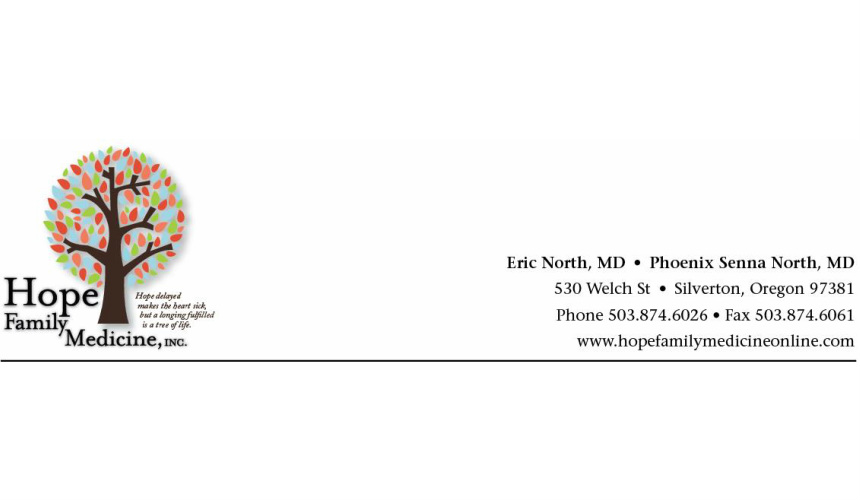 Hope
Family
Medicine, INC.
Hope delayed
makes the heart sick,
but a longing fulfilled
is a tree of life.
Eric North, MD • Phoenix Senna North, MD
530 Welch St • Silverton, Oregon 97381
Phone 503.874.6026 • Fax 503.874.6061
www.hopefamilymedicineonline.com